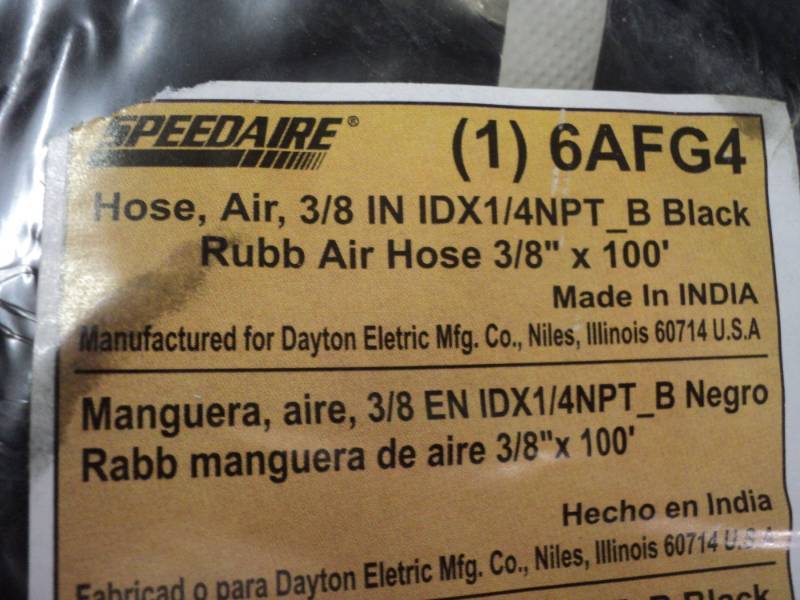 SPEEDAIRE® (1) 6AFG4
Hose, Air, 3/8 IN IDX1/4NPT_B Black
Rubb Air Hose 3/8" x 100'
Made In INDIA
Manufactured for Dayton Eletric Mfg. Co., Niles, Illinois 60714 U.S.A
Manguera, aire, 3/8 EN IDX1/4NPT_B Negro
Rabb manguera de aire 3/8"x 100'
Hecho en India
Fabricad o para Dayton Eletric Mfg. Co., Niles, Illinois 60714 U.S.A
B Black